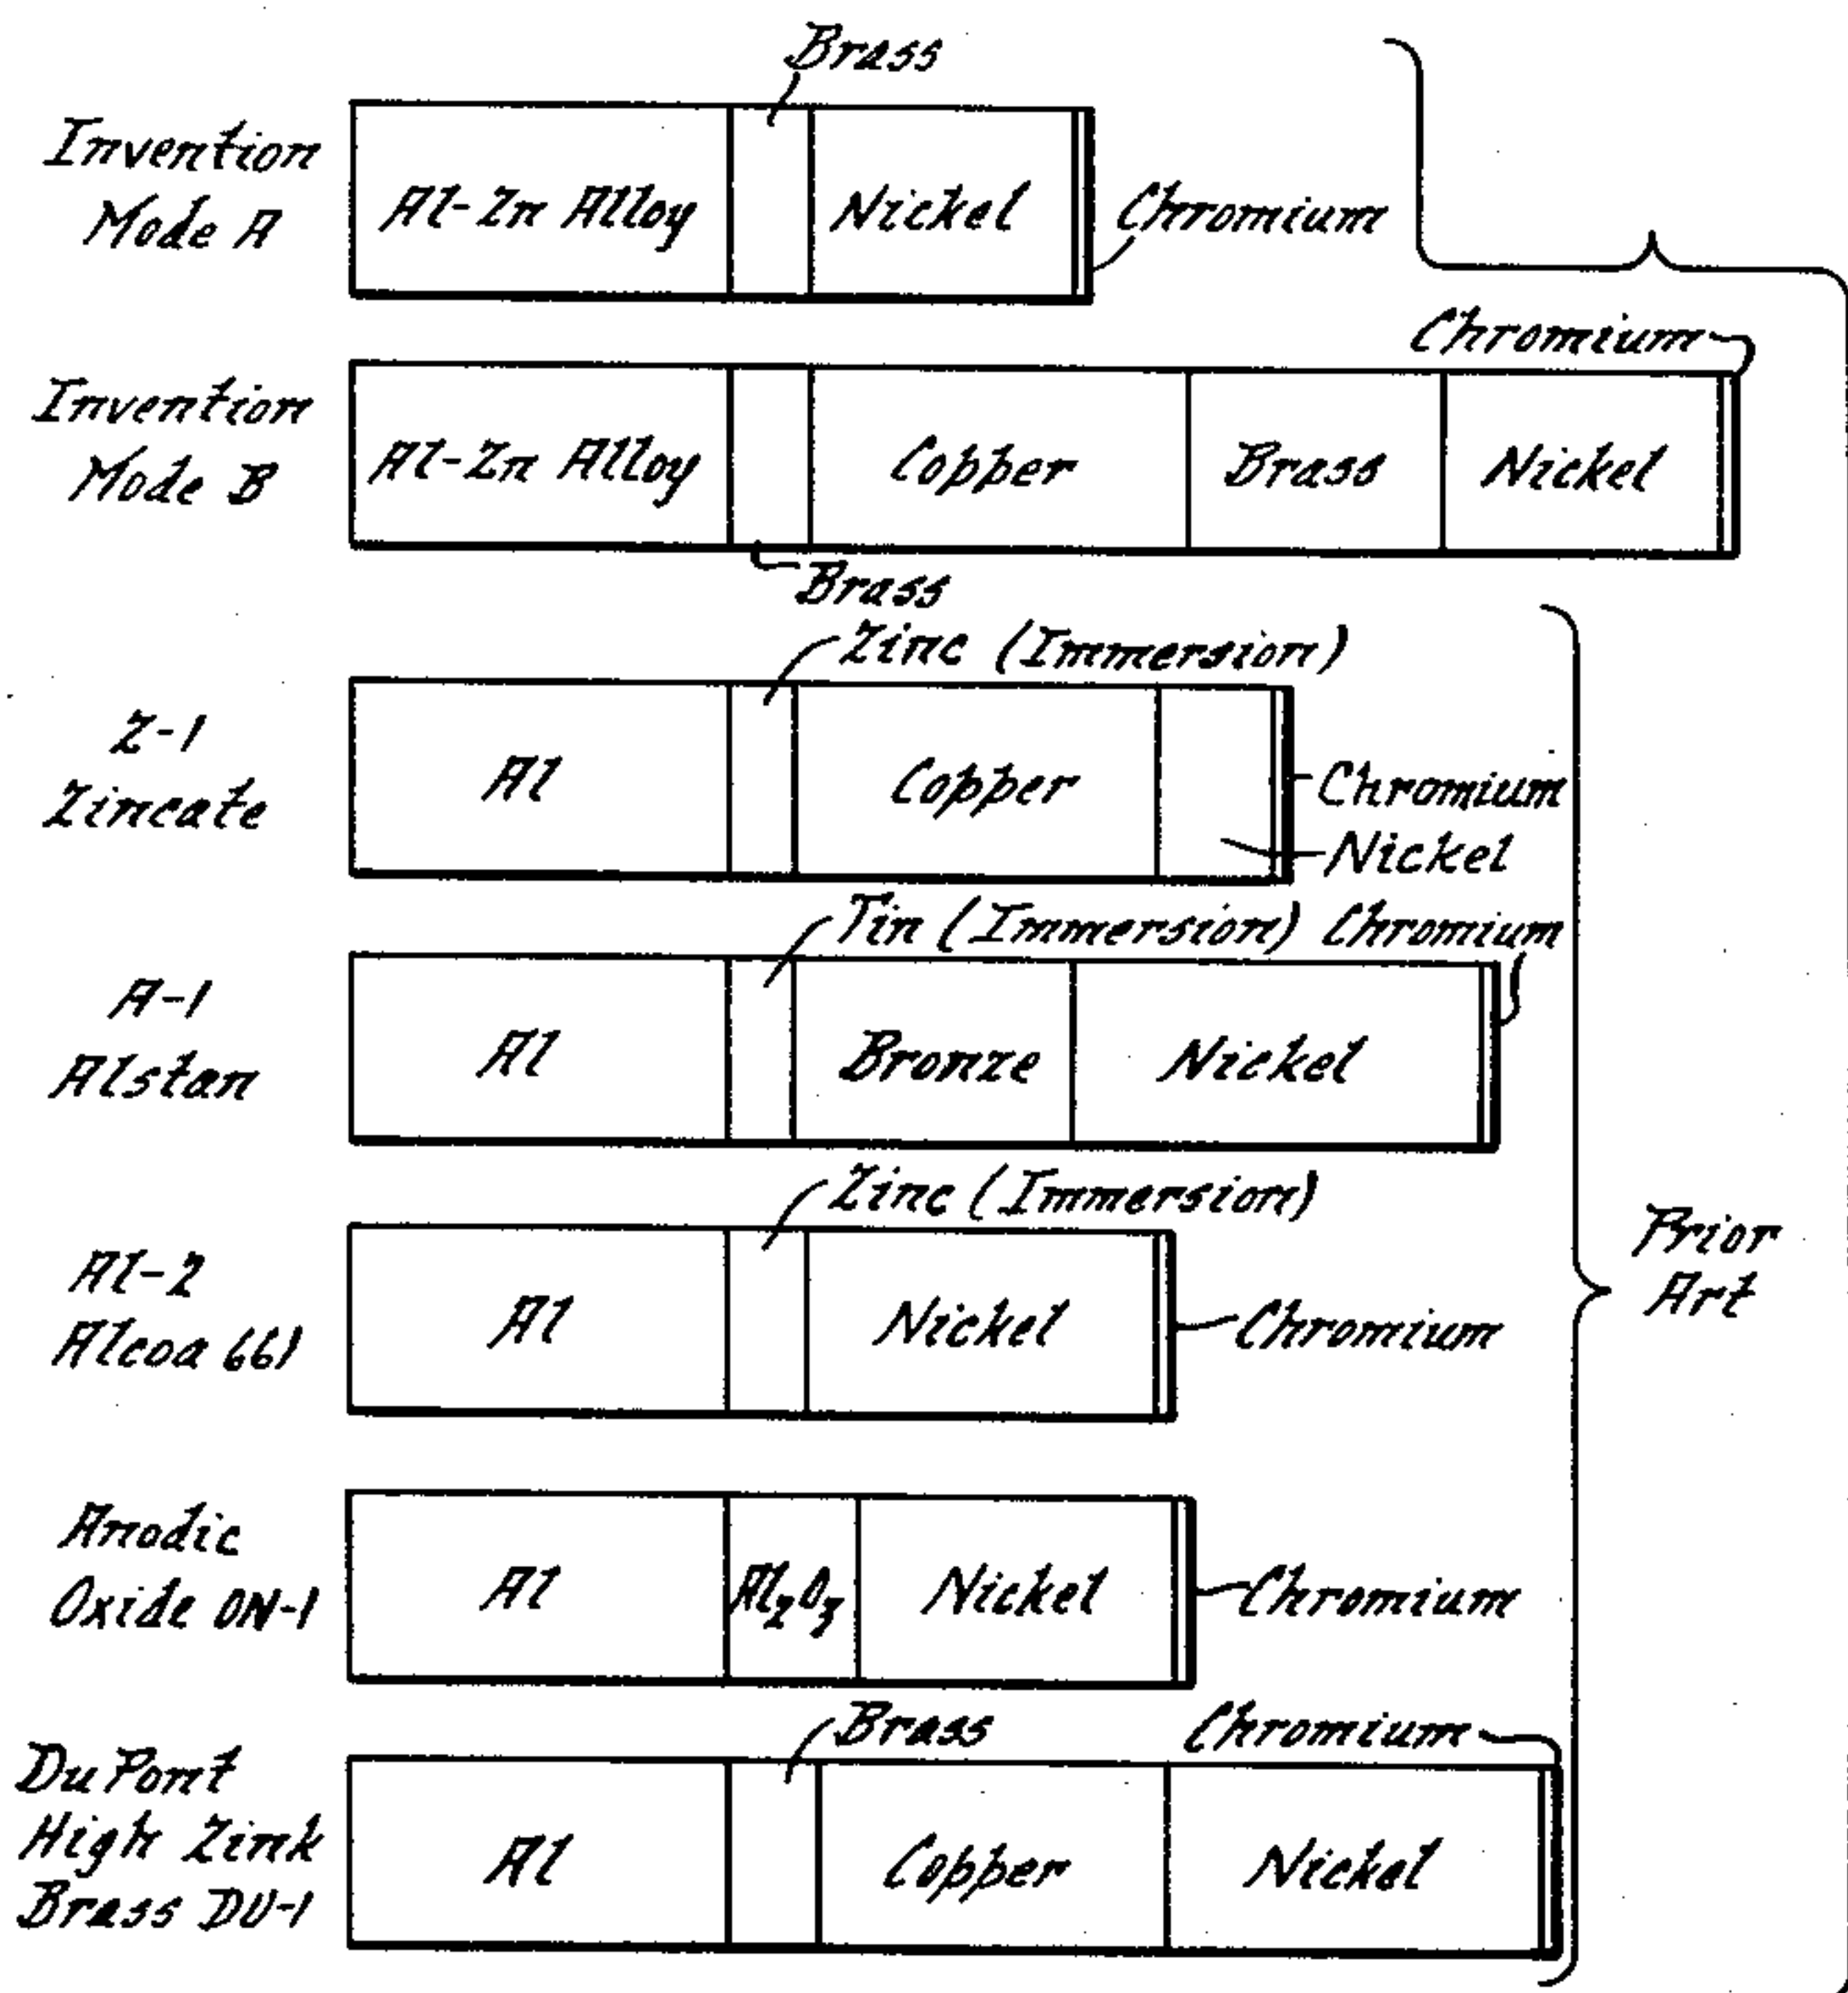 Brass
Invention
Mode A
Al-Zn Alloy
Nickel
Chromium
Chromium
Invention
Mode B
Al-Zn Alloy
Copper
Brass
Nickel
Brass
Zinc (Immersion)
Z-1
Zincate
Al
Copper
Chromium
Nickel
Tin (Immersion)
Chromium
A-1
Alstan
Al
Bronze
Nickel
Zinc (Immersion)
Al-2
Alcoa 661
Al
Nickel
Chromium
Prior
Art
Anodic
Oxide ON-1
Al
Al₂O₃
Nickel
Chromium
Brass
Chromium
DuPont
High Zink
Brass DU-1
Al
Copper
Nickel